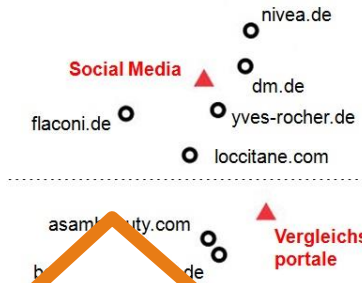 nivea.de
Social Media
dm.de
flaconi.de
yves-rocher.de
loccitane.com
Vergleichs
portale